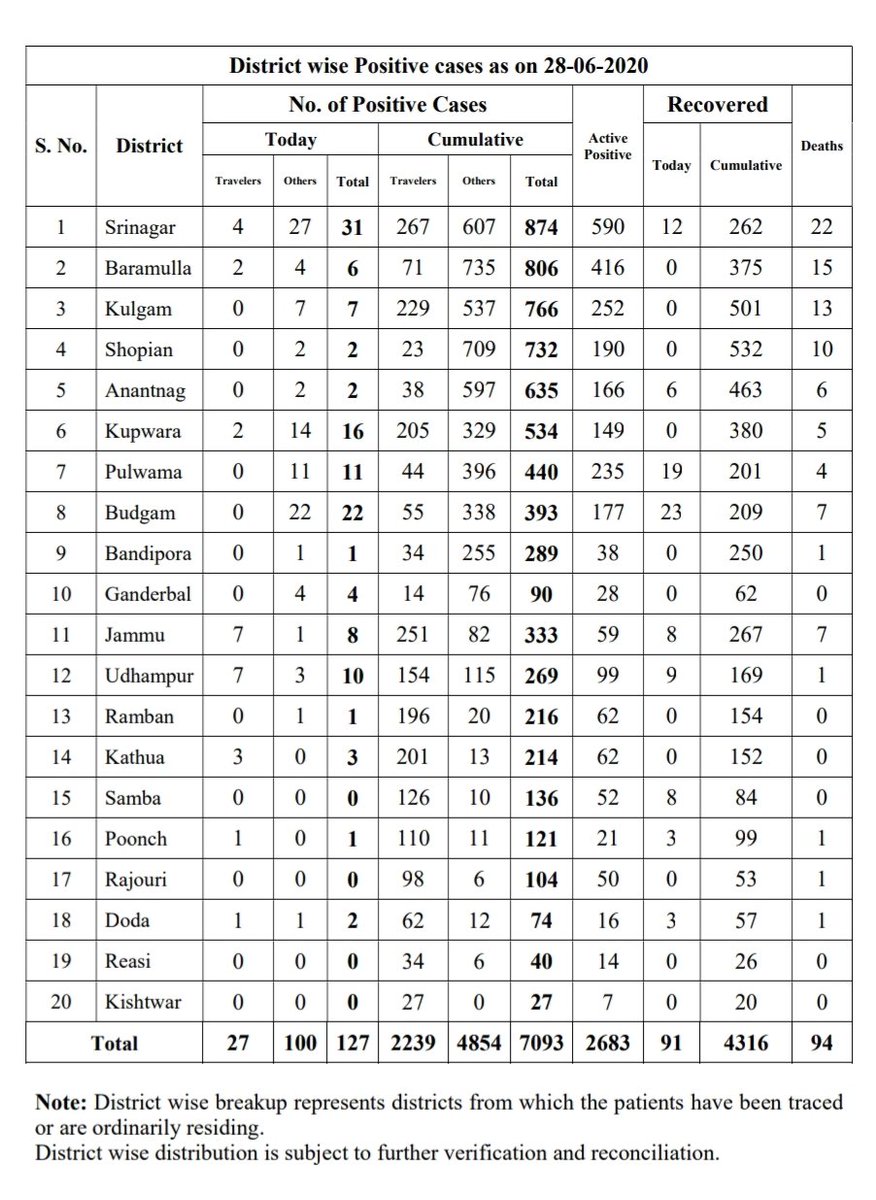 District wise Positive cases as on 28-06-2020
S. No. District No. of Positive Cases Active Positive Recovered Deaths
Today Cumulative Today Cumulative
Travelers Others Total Travelers Others Total
1 Srinagar 4 27 31 267 607 874 590 12 262 22
2 Baramulla 2 4 6 71 735 806 416 0 375 15
3 Kulgam 0 7 7 229 537 766 252 0 501 13
4 Shopian 0 2 2 23 709 732 190 0 532 10
5 Anantnag 0 2 2 38 597 635 166 6 463 6
6 Kupwara 2 14 16 205 329 534 149 0 380 5
7 Pulwama 0 11 11 44 396 440 235 19 201 4
8 Budgam 0 22 22 55 338 393 177 23 209 7
9 Bandipora 0 1 1 34 255 289 38 0 250 1
10 Ganderbal 0 4 4 14 76 90 28 0 62 0
11 Jammu 7 1 8 251 82 333 59 8 267 7
12 Udhampur 7 3 10 154 115 269 99 9 169 1
13 Ramban 0 1 1 196 20 216 62 0 154 0
14 Kathua 3 0 3 201 13 214 62 0 152 0
15 Samba 0 0 0 126 10 136 52 8 84 0
16 Poonch 1 0 1 110 11 121 21 3 99 1
17 Rajouri 0 0 0 98 6 104 50 0 53 1
18 Doda 1 1 2 62 12 74 16 3 57 1
19 Reasi 0 0 0 34 6 40 14 0 26 0
20 Kishtwar 0 0 0 27 0 27 7 0 20 0
Total 27 100 127 2239 4854 7093 2683 91 4316 94
Note: District wise breakup represents districts from which the patients have been traced
or are ordinarily residing.
District wise distribution is subject to further verification and reconciliation.